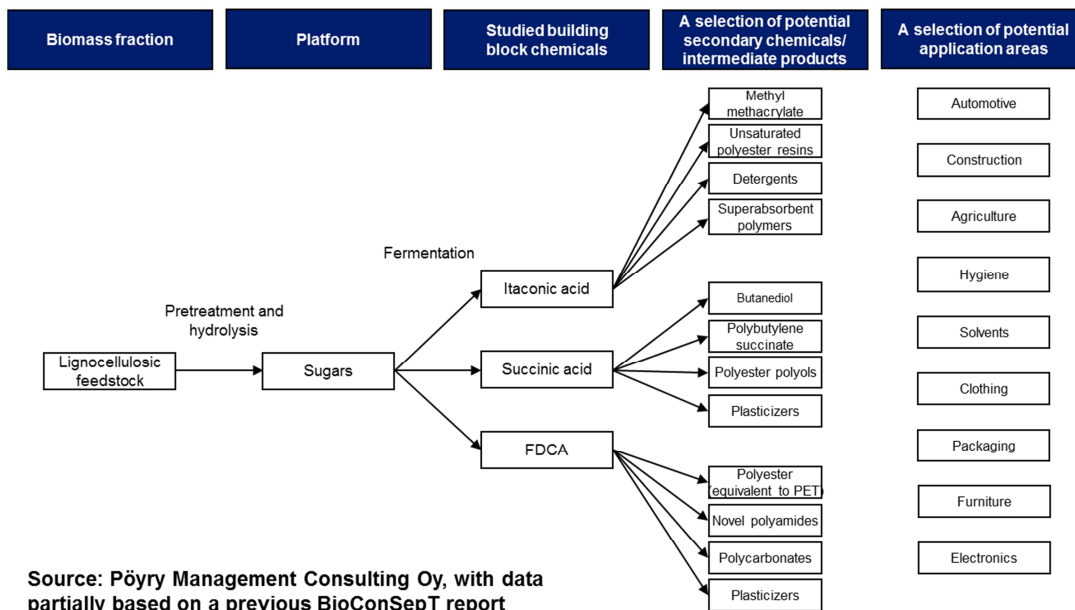 Biomass fraction
Platform
Studied building
block chemicals
A selection of potential
secondary chemicals/
intermediate products
A selection of potential
application areas
Methyl
methacrylate
Unsaturated
polyester resins
Detergents
Superabsorbent
polymers
Automotive
Construction
Agriculture
Hygiene
Solvents
Clothing
Packaging
Furniture
Electronics
Fermentation
Itaconic acid
Pretreatment and
hydrolysis
Lignocellulosic
feedstock
Sugars
Succinic acid
FDCA
Butanediol
Polybutylene
succinate
Polyester polyols
Plasticizers
Polyester
(equivalent to PET)
Novel polyamides
Polycarbonates
Plasticizers
Source: Pöyry Management Consulting Oy, with data
partially based on a previous BioConSepT report